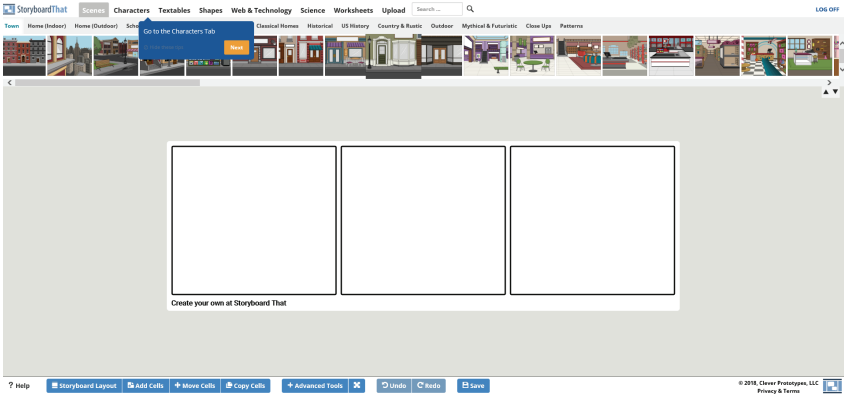 StoryboardThat Scenes Characters Textables Shapes Web & Technology Science Worksheets Upload Search ... LOG OFF
Town Home (Indoor) Home (Outdoor) Classical Homes Historical US History Country & Rustic Outdoor Mythical & Futuristic Close Ups Patterns
Go to the Characters Tab
Next
Create your own at Storyboard That
? Help Storyboard Layout Add Cells Move Cells Copy Cells + Advanced Tools Undo Redo Save
© 2018, Clever Prototypes, LLC
Privacy & Terms